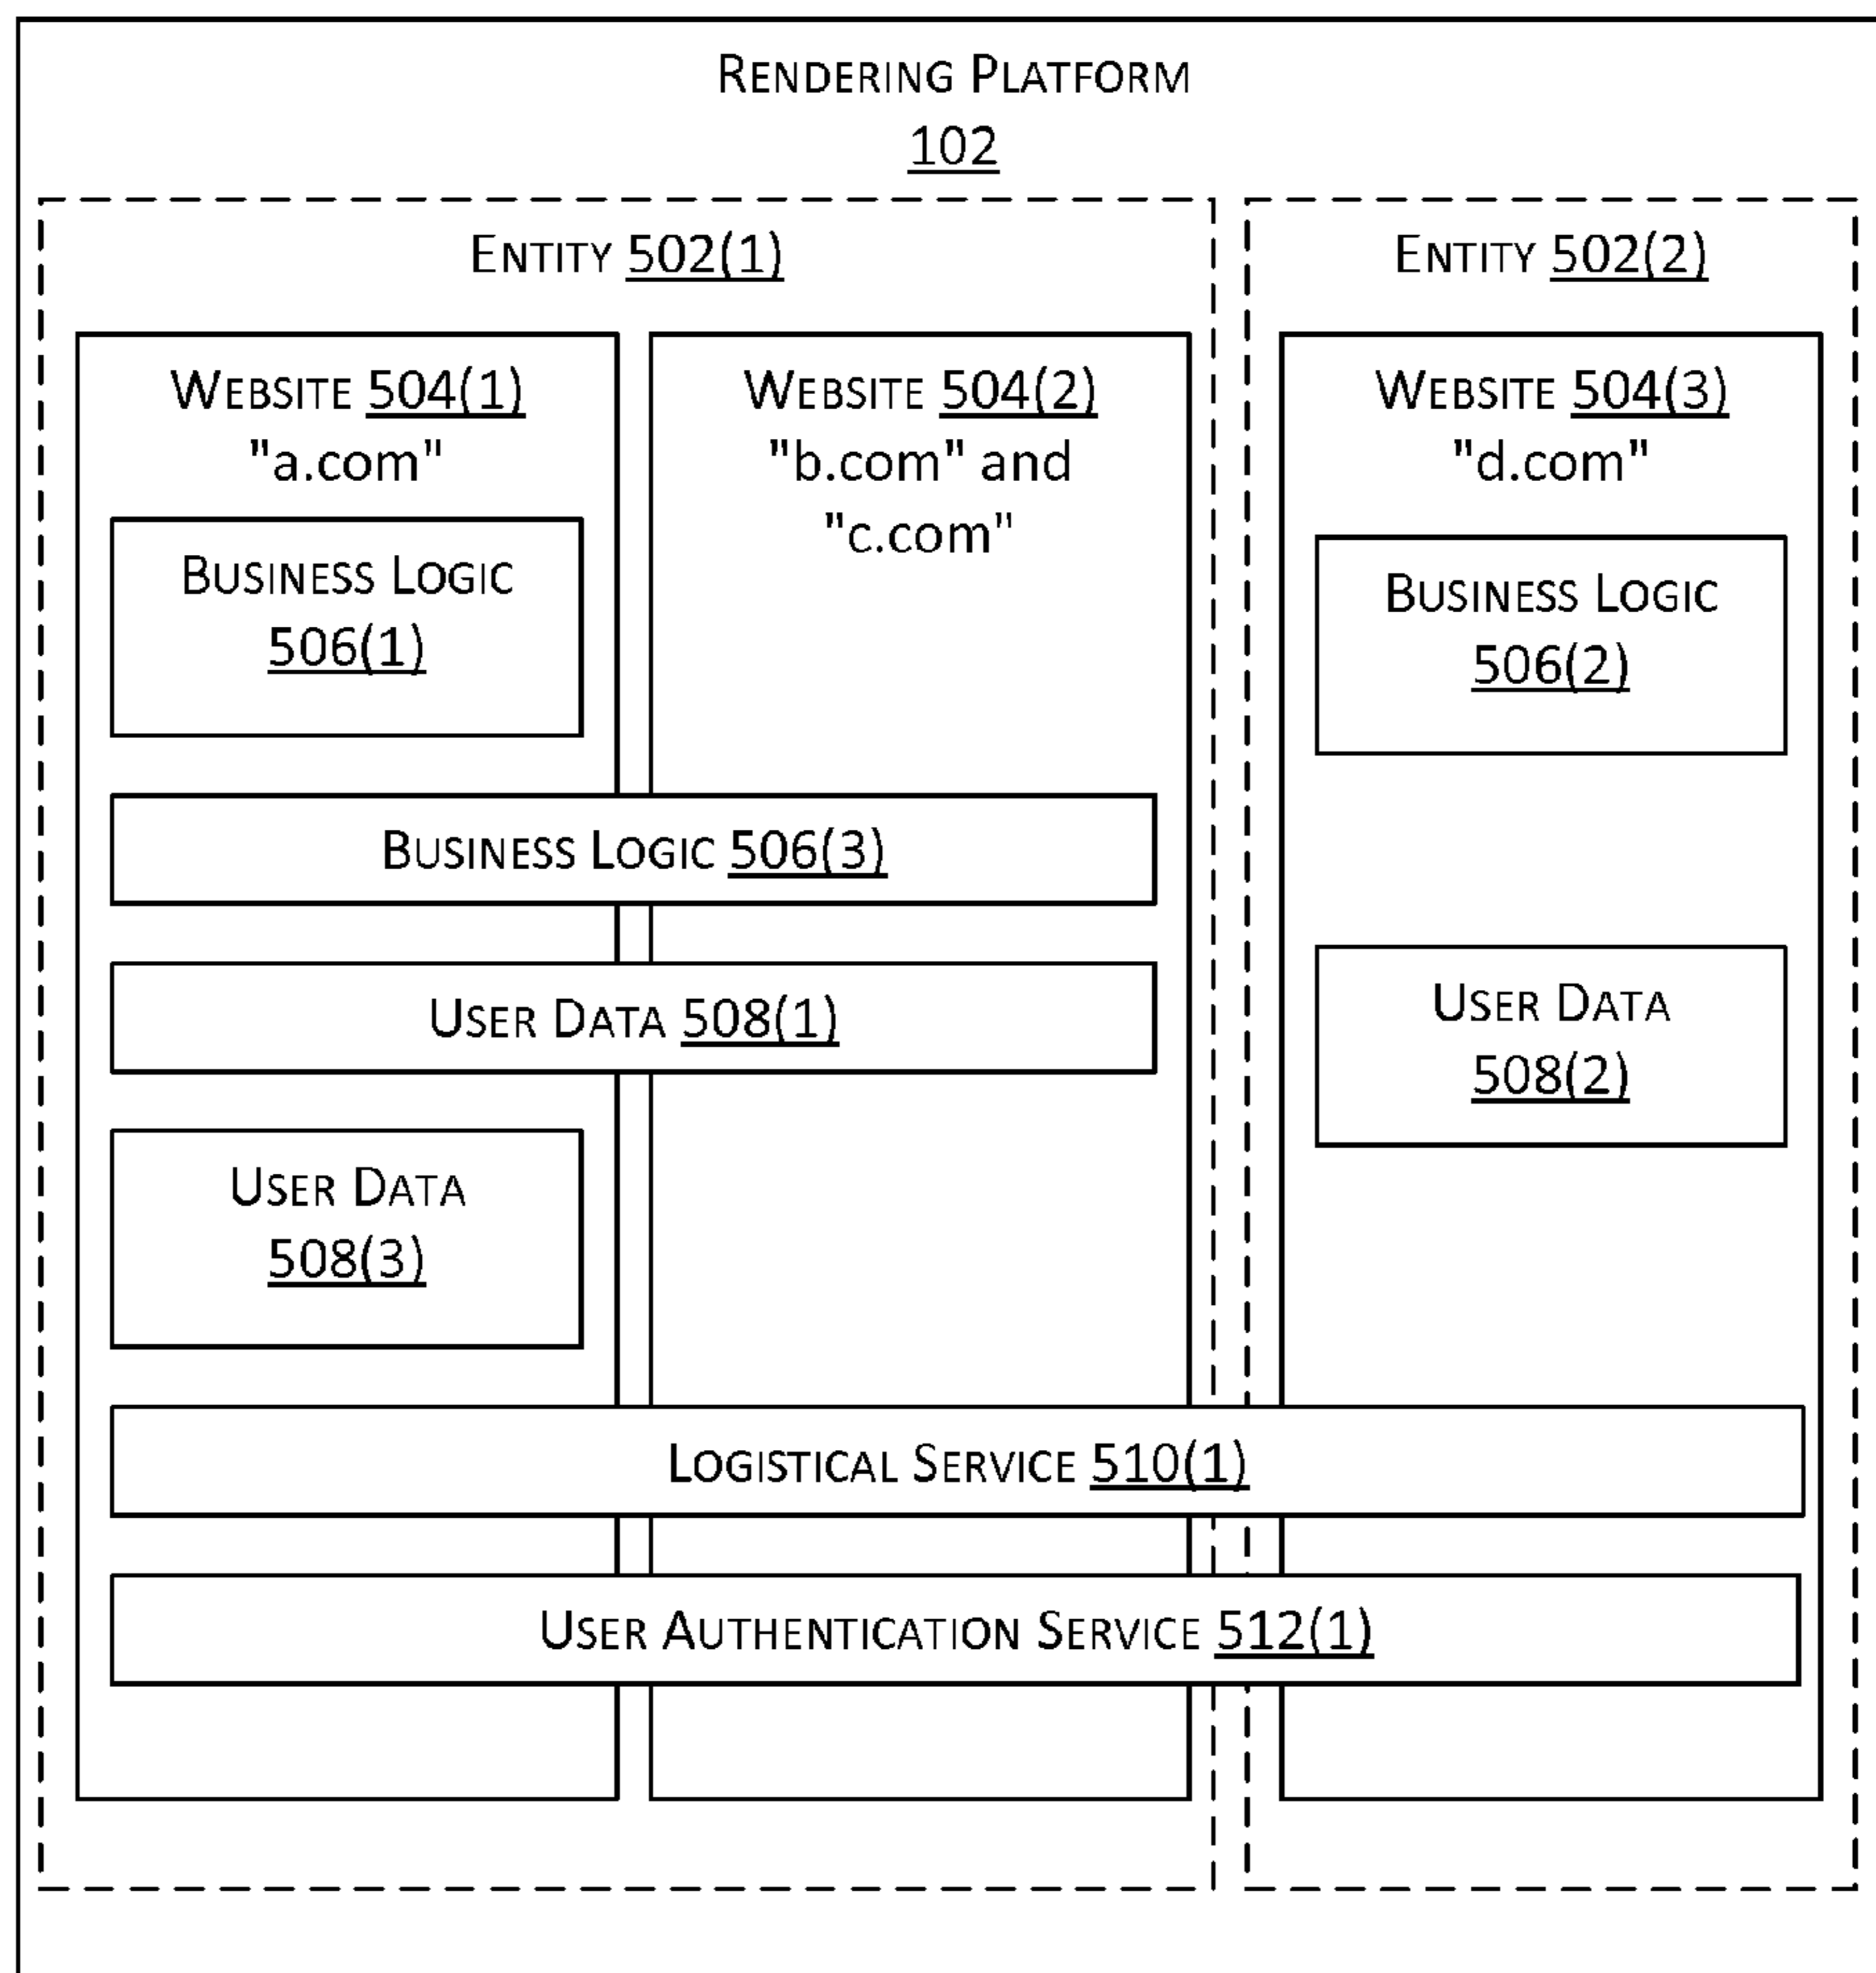 RENDERING PLATFORM
102
ENTITY 502(1)
WEBSITE 504(1)
"a.com"
BUSINESS LOGIC
506(1)
WEBSITE 504(2)
"b.com" and
"c.com"
BUSINESS LOGIC 506(3)
USER DATA 508(1)
USER DATA
508(3)
ENTITY 502(2)
WEBSITE 504(3)
"d.com"
BUSINESS LOGIC
506(2)
USER DATA
508(2)
LOGISTICAL SERVICE 510(1)
USER AUTHENTICATION SERVICE 512(1)